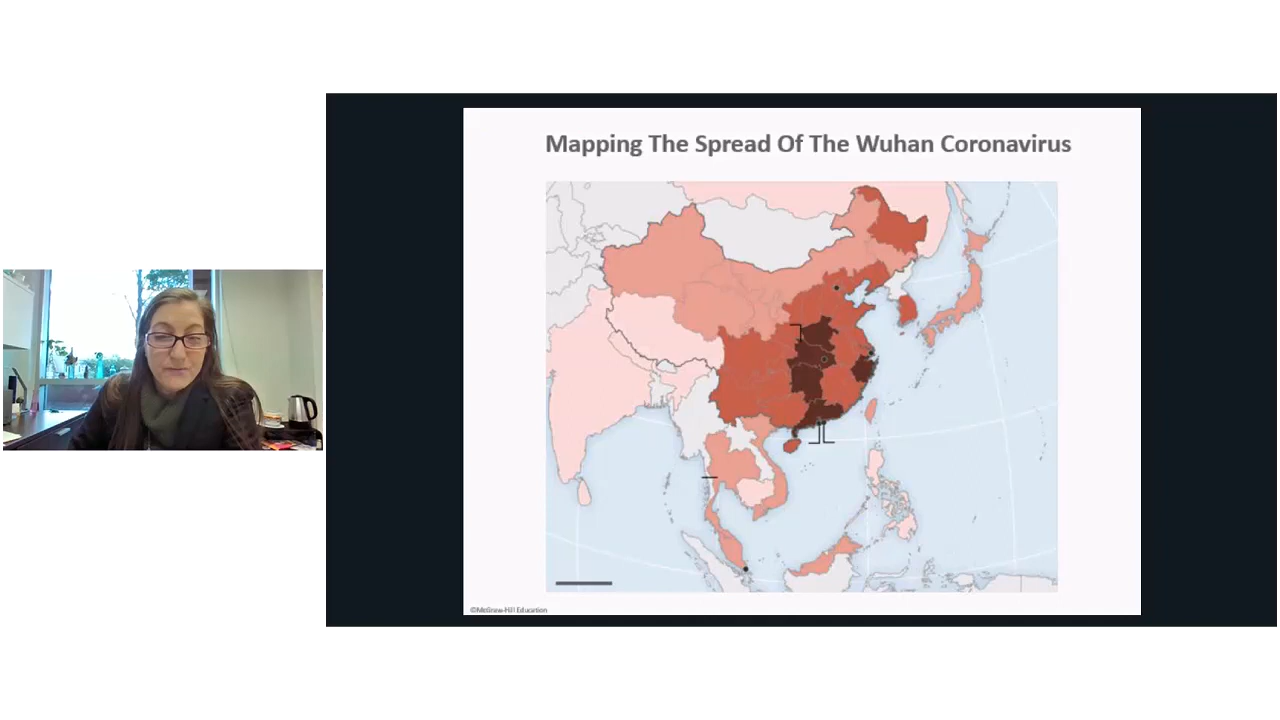 Mapping The Spread Of The Wuhan Coronavirus
©McGraw-Hill Education